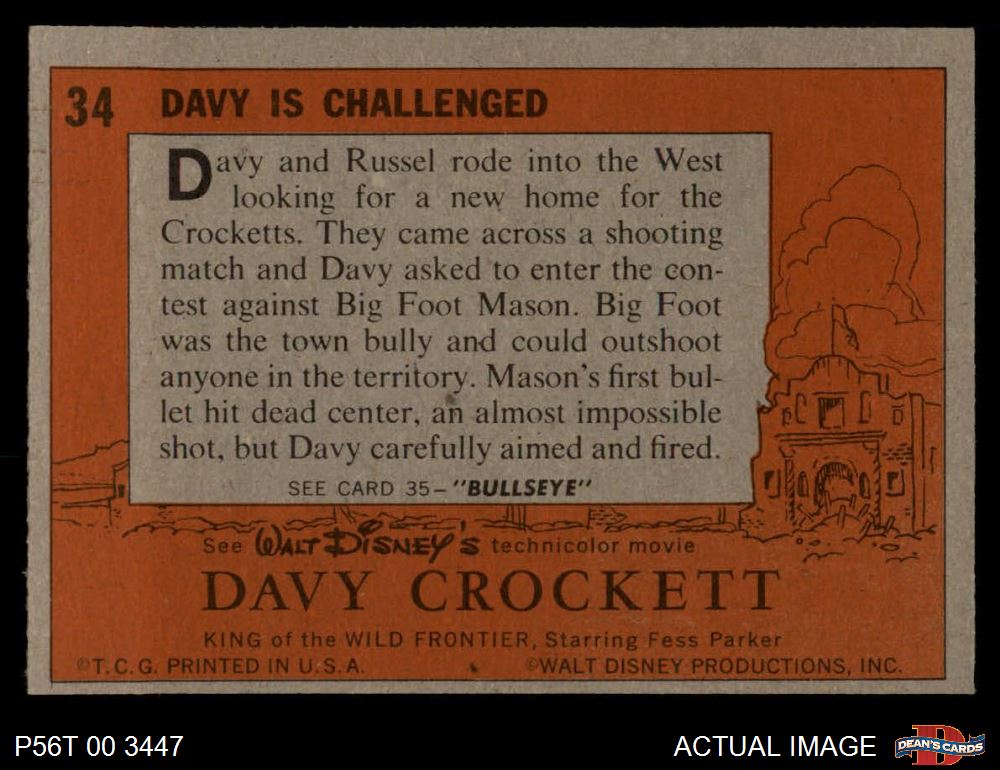 34 DAVY IS CHALLENGED
Davy and Russel rode into the West
looking for a new home for the
Crocketts. They came across a shooting
match and Davy asked to enter the con-
test against Big Foot Mason. Big Foot
was the town bully and could outshoot
anyone in the territory. Mason's first bul-
let hit dead center, an almost impossible
shot, but Davy carefully aimed and fired.
SEE CARD 35-"BULLSEYE"
See WALT DISNEY'S technicolor movie
DAVY CROCKETT
KING of the WILD FRONTIER, Starring Fess Parker
©T.C.G. PRINTED IN U.S.A. ©WALT DISNEY PRODUCTIONS, INC.
P56T 00 3447 ACTUAL IMAGE D DEAN'S CARDS